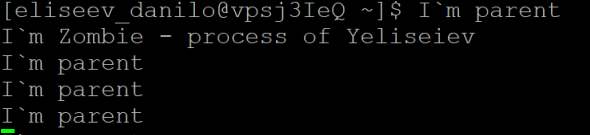 [eliseev_danilo@vpsj3IeQ ~]$ I`m parent
I`m Zombie - process of Yeliseiev
I`m parent
I`m parent
I`m parent